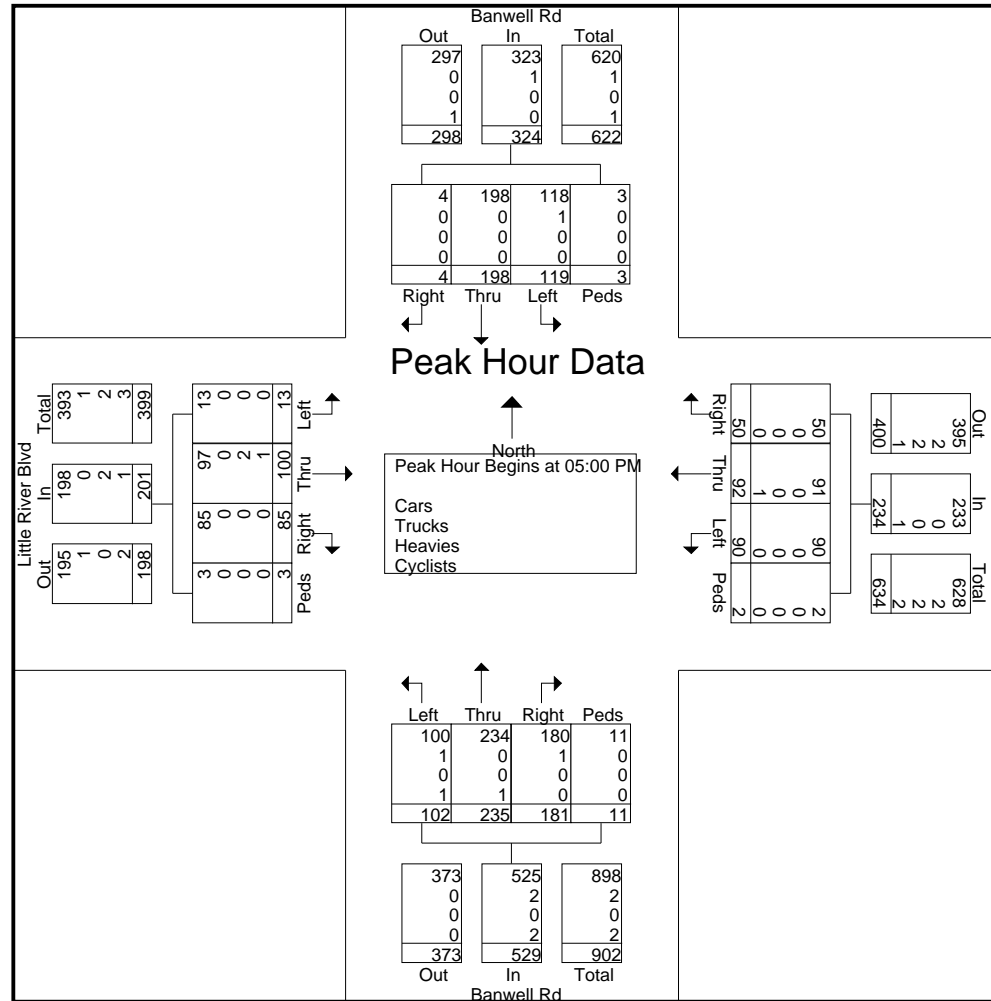 Banwell Rd
Out In Total
297 323 620
0 1 1
0 0 0
1 0 1
298 324 622
4 198 118 3
0 0 1 0
0 0 0 0
0 0 0 0
4 198 119 3
Right Thru Left Peds
Peak Hour Data
North
Peak Hour Begins at 05:00 PM
Cars
Trucks
Heavies
Cyclists
Little River Blvd
Total
393 1 2 3 399
In
198 0 2 1 201
Out
195 1 0 2 198
13 0 0 0 13
Left
97 0 2 1 100
Thru
85 0 0 0 85
Right
3 0 0 0 3
Peds
Right
50 0 0 0 50
Thru
91 0 0 1 92
Left
90 0 0 0 90
Peds
2 0 0 0 2
Out
395 2 2 1 400
In
233 0 0 1 234
Total
628 2 2 2 634
Left Thru Right Peds
100 234 180 11
1 0 1 0
0 0 0 0
1 1 0 0
102 235 181 11
373 525 898
0 2 2
0 0 0
0 2 2
373 529 902
Out In Total
Banwell Rd